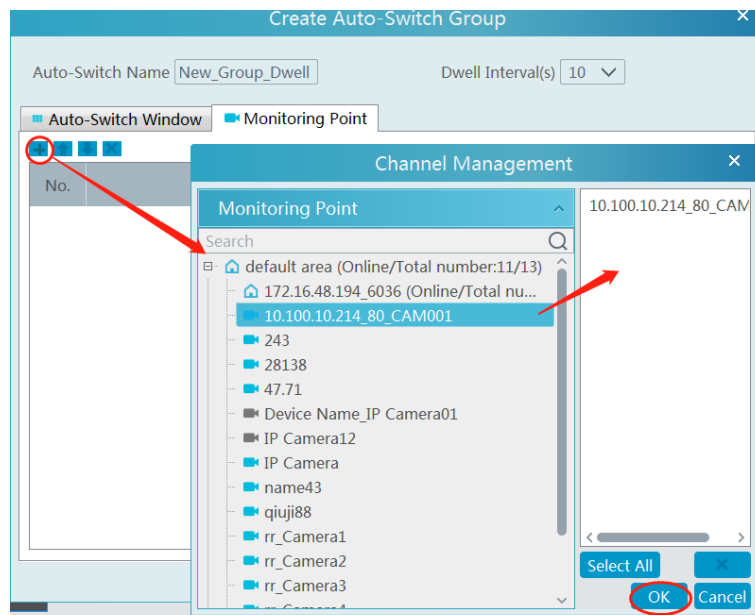 Create Auto-Switch Group
Auto-Switch Name New_Group_Dwell Dwell Interval(s) 10
Auto-Switch Window Monitoring Point
No.
Channel Management
Monitoring Point
Search
default area (Online/Total number:11/13)
172.16.48.194_6036 (Online/Total nu...
10.100.10.214_80_CAM001
243
28138
47.71
Device Name_IP Camera01
IP Camera12
IP Camera
name43
qiuji88
rr_Camera1
rr_Camera2
rr_Camera3
10.100.10.214_80_CAM
Select All
OK Cancel